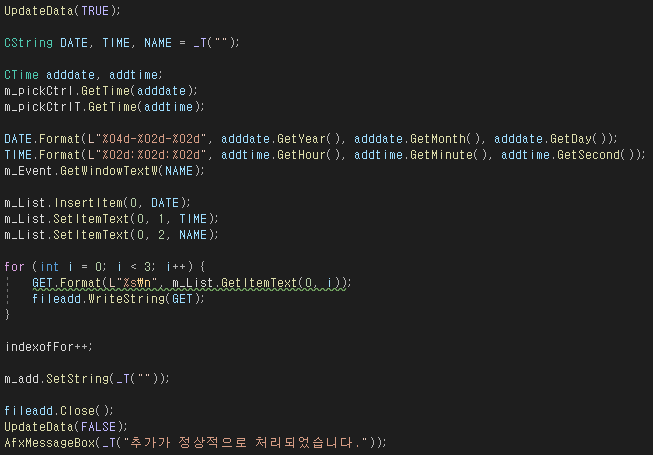 UpdateData(TRUE);
CString DATE, TIME, NAME = _T("");
CTime adddate, addtime;
m_pickCtrl.GetTime(adddate);
m_pickCtrlT.GetTime(addtime);
DATE.Format(L"%04d-%02d-%02d", adddate.GetYear(), adddate.GetMonth(), adddate.GetDay());
TIME.Format(L"%02d:%02d:%02d", addtime.GetHour(), addtime.GetMinute(), addtime.GetSecond());
m_Event.GetWindowTextW(NAME);
m_List.InsertItem(0, DATE);
m_List.SetItemText(0, 1, TIME);
m_List.SetItemText(0, 2, NAME);
for (int i = 0; i < 3; i++) {
GET.Format(L"%s₩n", m_List.GetItemText(0, i));
fileadd.WriteString(GET);
}
indexofFor++;
m_add.SetString(_T(""));
fileadd.Close();
UpdateData(FALSE);
AfxMessageBox(_T("추가가 정상적으로 처리되었습니다."));